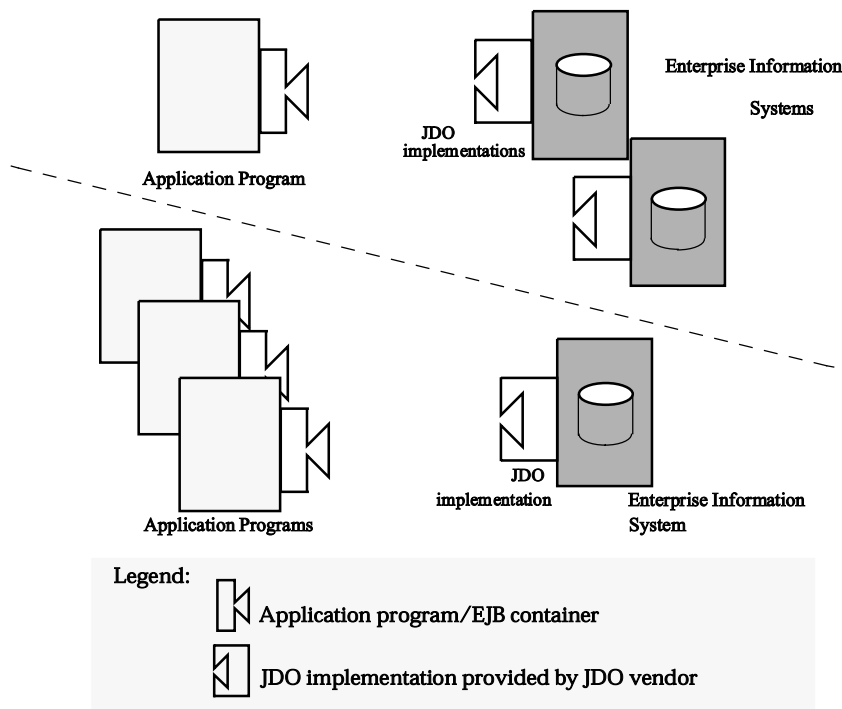 Enterprise Information
Systems
JDO
implementations
Application Program
JDO
implementation
Enterprise Information
System
Application Programs
Legend:
Application program/EJB container
JDO implementation provided by JDO vendor